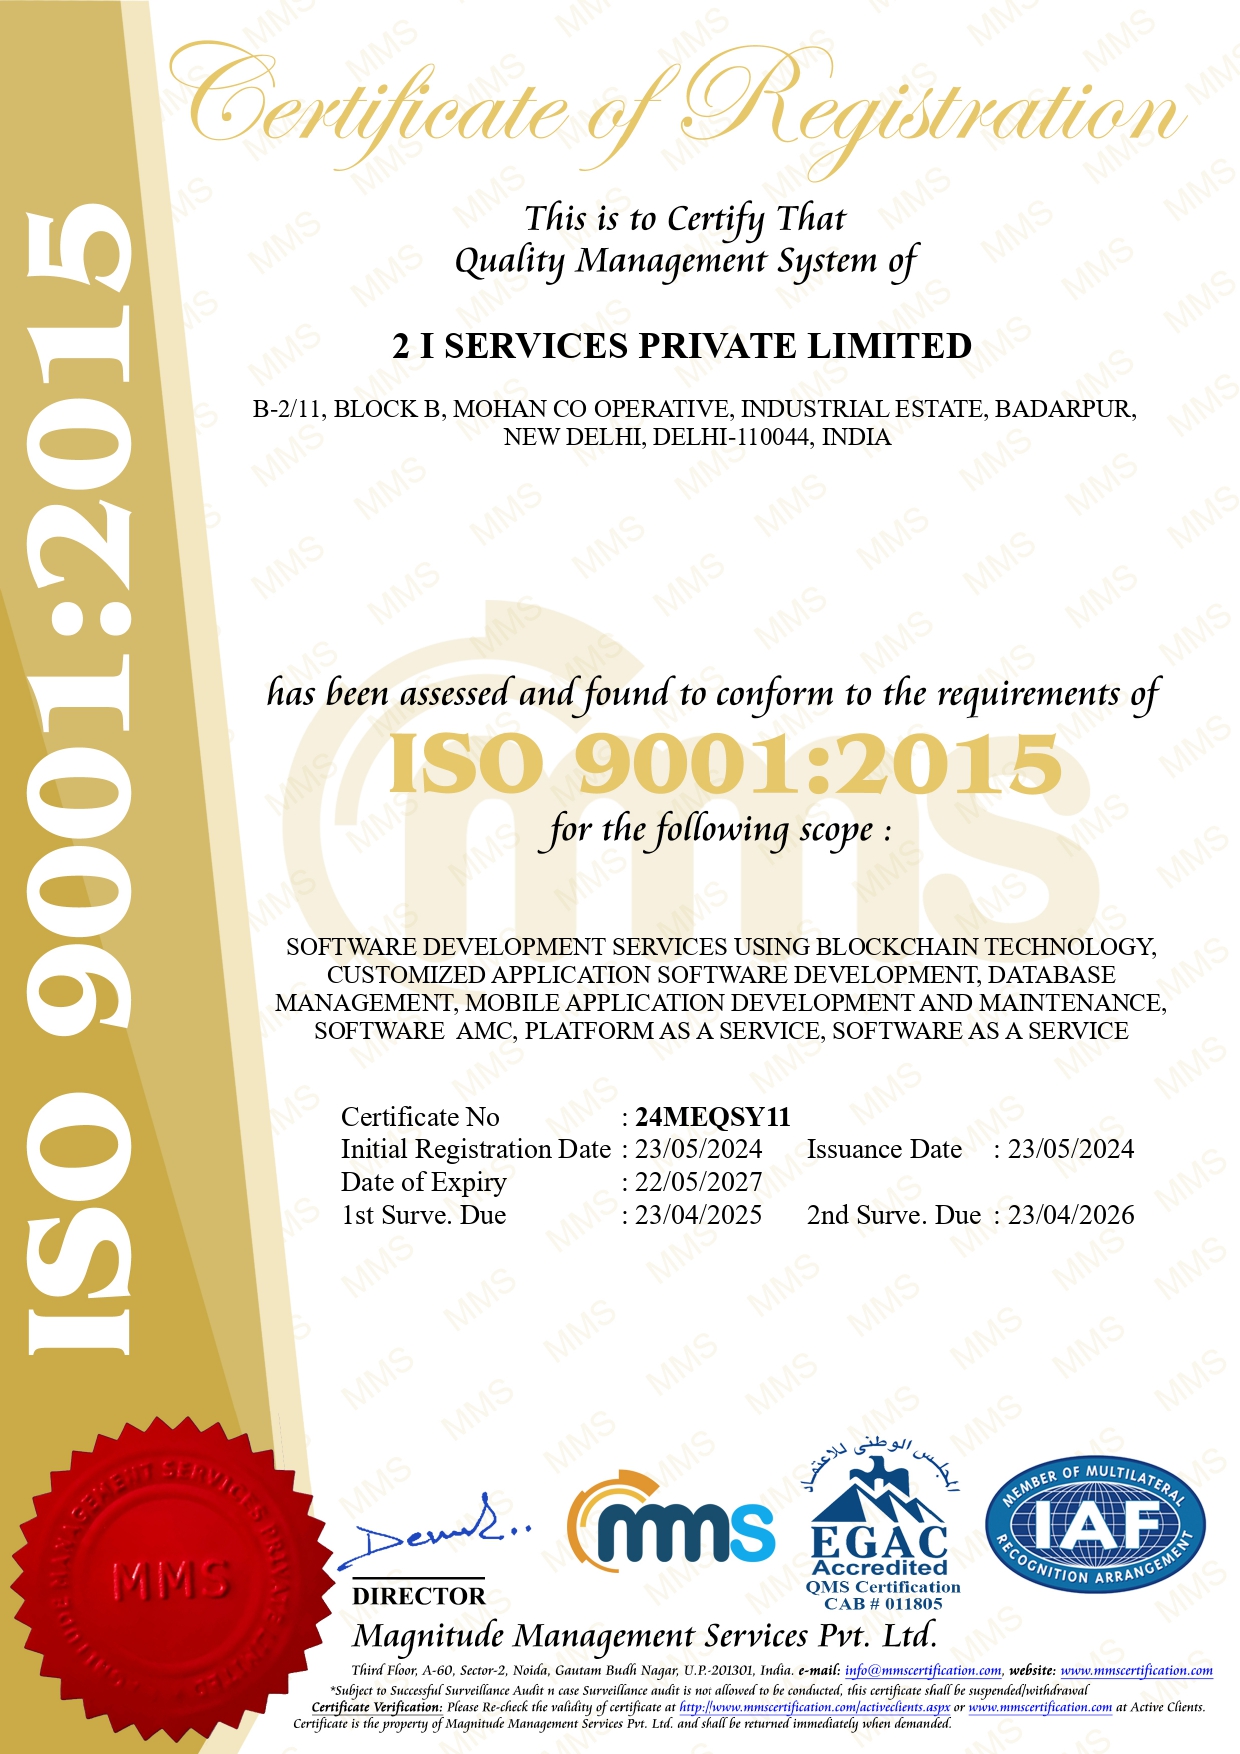 Certificate of Registration
This is to Certify That
Quality Management System of
2 I SERVICES PRIVATE LIMITED
B-2/11, BLOCK B, MOHAN CO OPERATIVE, INDUSTRIAL ESTATE, BADARPUR,
NEW DELHI, DELHI-110044, INDIA
has been assessed and found to conform to the requirements of
ISO 9001:2015
for the following scope :
SOFTWARE DEVELOPMENT SERVICES USING BLOCKCHAIN TECHNOLOGY,
CUSTOMIZED APPLICATION SOFTWARE DEVELOPMENT, DATABASE
MANAGEMENT, MOBILE APPLICATION DEVELOPMENT AND MAINTENANCE,
SOFTWARE AMC, PLATFORM AS A SERVICE, SOFTWARE AS A SERVICE
Certificate No : 24MEQSY11
Initial Registration Date : 23/05/2024 Issuance Date : 23/05/2024
Date of Expiry : 22/05/2027
1st Surve. Due : 23/04/2025 2nd Surve. Due : 23/04/2026
ISO 9001:2015
MMS
MANAGEMENT SERVICES PRIVATE LIMITED
DIRECTOR
mms
المجلس الوطنى للاعتماد
EGAC
Accredited
QMS Certification
CAB # 011805
MEMBER OF MULTILATERAL
IAF
RECOGNITION ARRANGEMENT
Magnitude Management Services Pvt. Ltd.
Third Floor, A-60, Sector-2, Noida, Gautam Budh Nagar, U.P.-201301, India. e-mail: info@mmscertification.com, website: www.mmscertification.com
*Subject to Successful Surveillance Audit n case Surveillance audit is not allowed to be conducted, this certificate shall be suspended/withdrawal
Certificate Verification: Please Re-check the validity of certificate at http://www.mmscertification.com/activeclients.aspx or www.mmscertification.com at Active Clients.
Certificate is the property of Magnitude Management Services Pvt. Ltd. and shall be returned immediately when demanded.